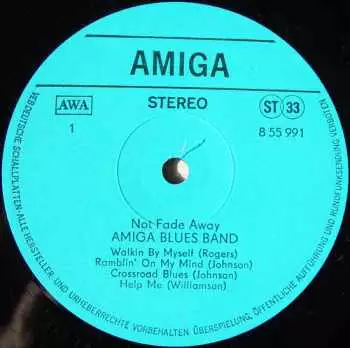 AMIGA
AWA
STEREO
ST 33
1
8 55 991
Not Fade Away
AMIGA BLUES BAND
Walkin By Myself (Rogers)
Ramblin' On My Mind (Johnson)
Crossroad Blues (Johnson)
Help Me (Williamson)
VEB DEUTSCHE SCHALLPLATTEN·ALLE HERSTELLER- UND URHEBERRECHTE VORBEHALTEN ÜBERSPIELUNG, ÖFFENTLICHE AUFFÜHRUNG UND RUNDFUNKSENDUNG VERBOTEN